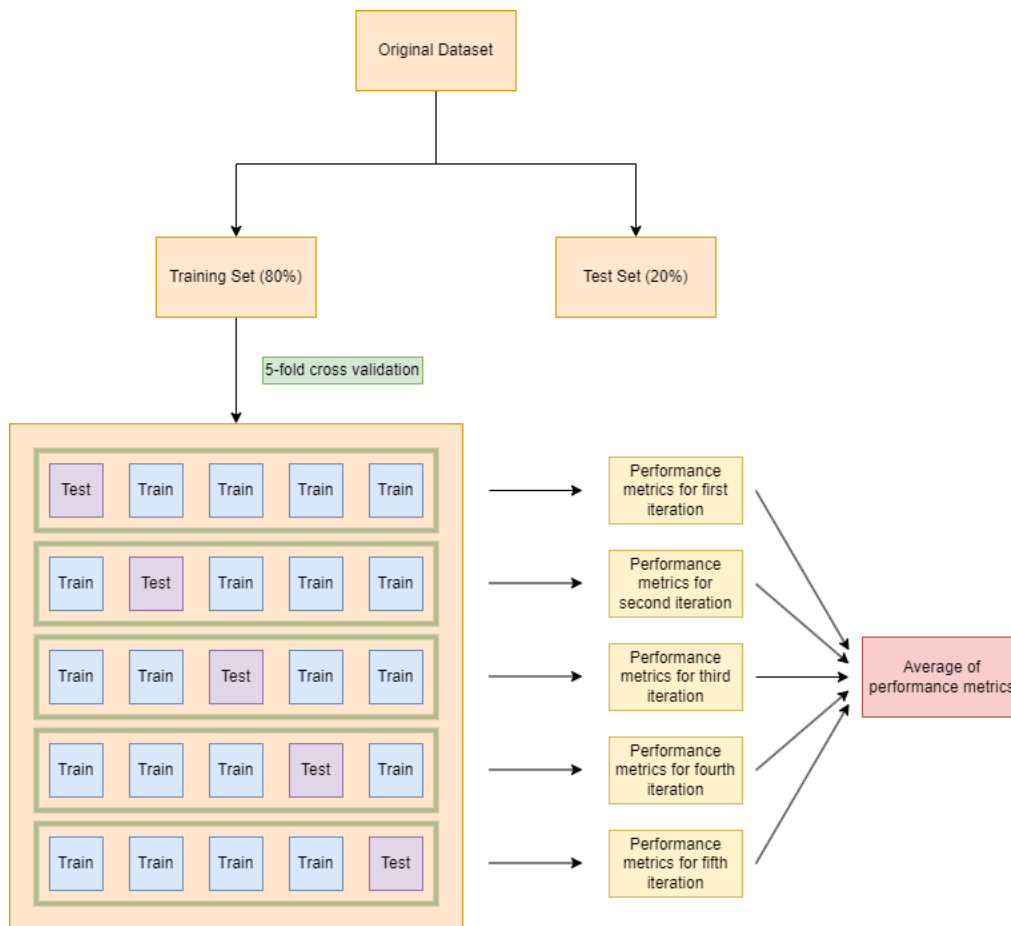 Original Dataset
Training Set (80%)
Test Set (20%)
5-fold cross validation
Test Train Train Train Train
Performance
metrics for first
iteration
Train Test Train Train Train
Performance
metrics for
second iteration
Train Train Test Train Train
Performance
metrics for third
iteration
Average of
performance metrics
Train Train Train Test Train
Performance
metrics for fourth
iteration
Train Train Train Train Test
Performance
metrics for fifth
iteration